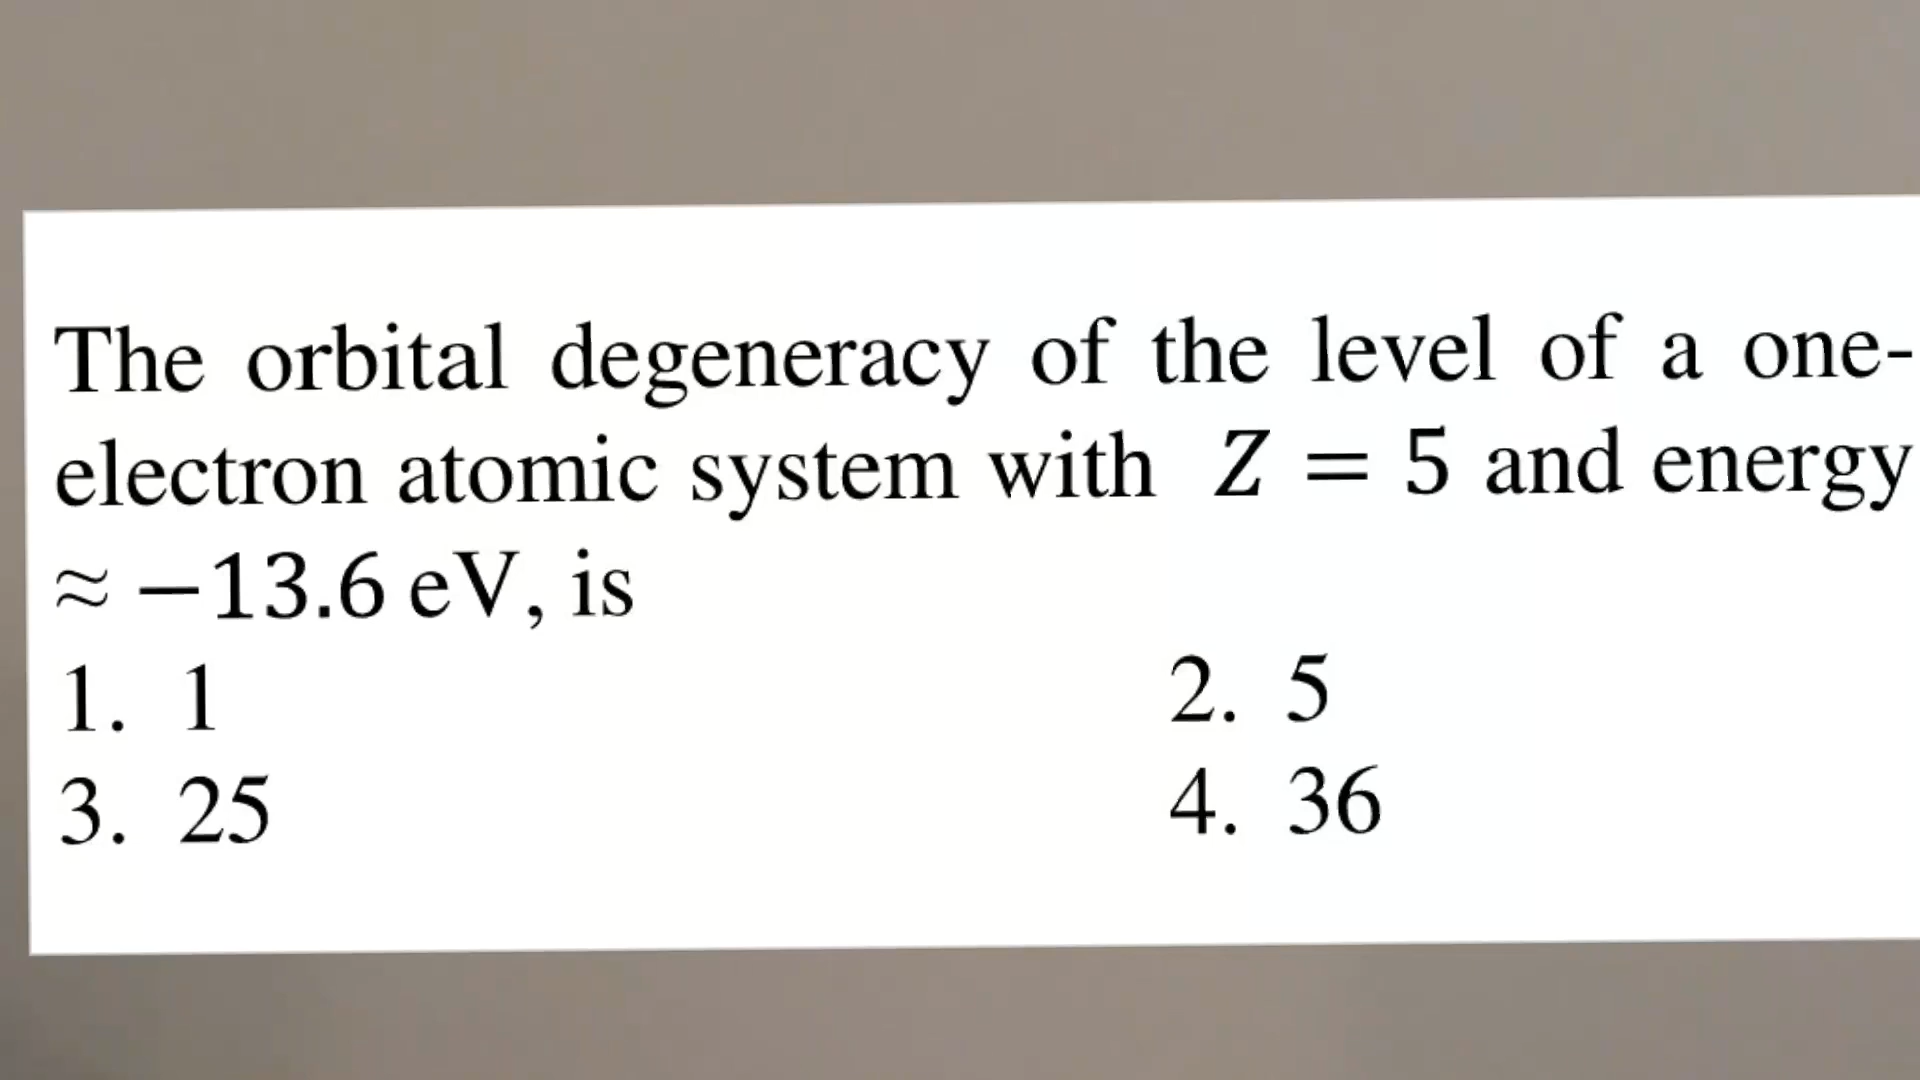 The orbital degeneracy of the level of a one-
electron atomic system with Z = 5 and energy
≈ −13.6 eV, is
1. 1 2. 5
3. 25 4. 36